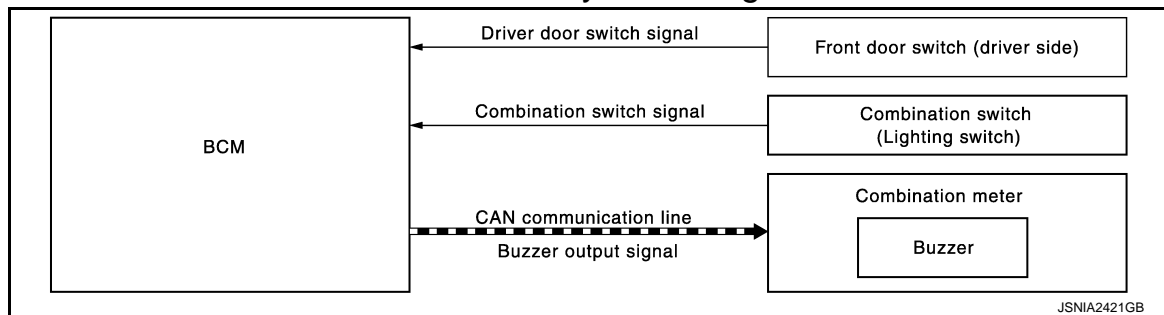 Driver door switch signal
Front door switch (driver side)
Combination switch signal
Combination switch
(Lighting switch)
BCM
Combination meter
CAN communication line
Buzzer output signal
Buzzer
JSNIA2421GB